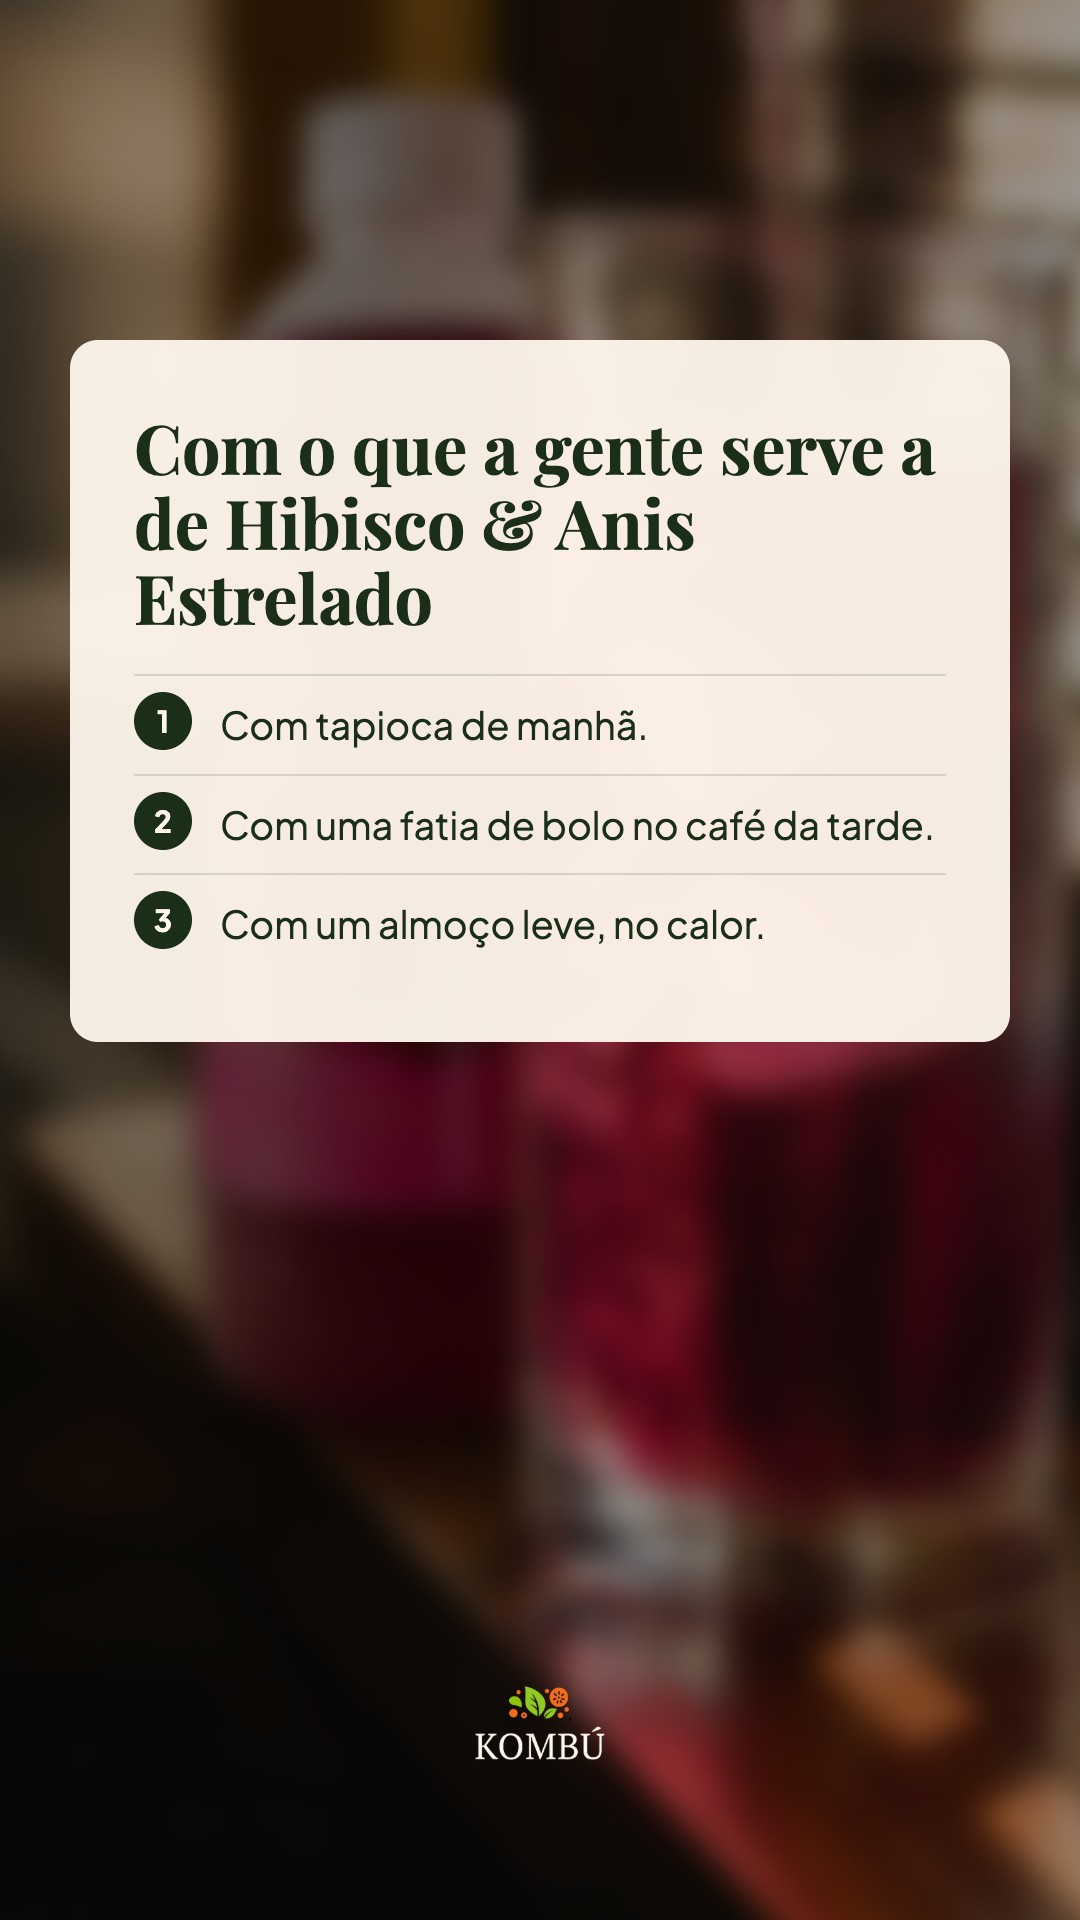 Com o que a gente serve a
de Hibisco & Anis
Estrelado
1 Com tapioca de manhã.
2 Com uma fatia de bolo no café da tarde.
3 Com um almoço leve, no calor.
KOMBÚ